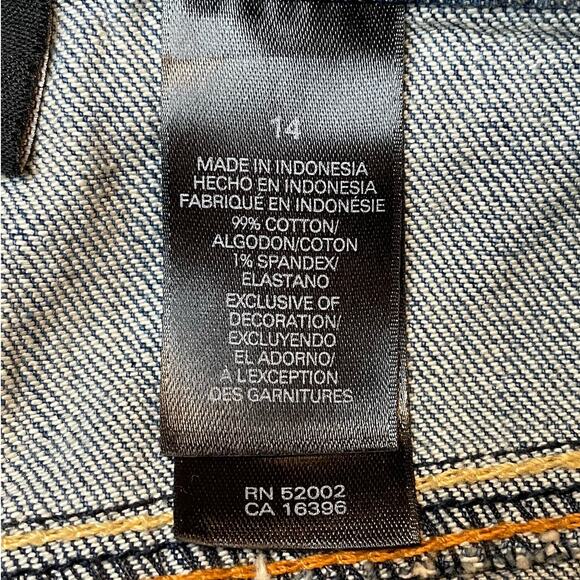 14
MADE IN INDONESIA
HECHO EN INDONESIA
FABRIQUÉ EN INDONÉSIE
99% COTTON/
ALGODON/COTON
1% SPANDEX/
ELASTANO
EXCLUSIVE OF
DECORATION/
EXCLUYENDO
EL ADORNO/
A L'EXCEPTION
DES GARNITURES
RN 52002
CA 16396